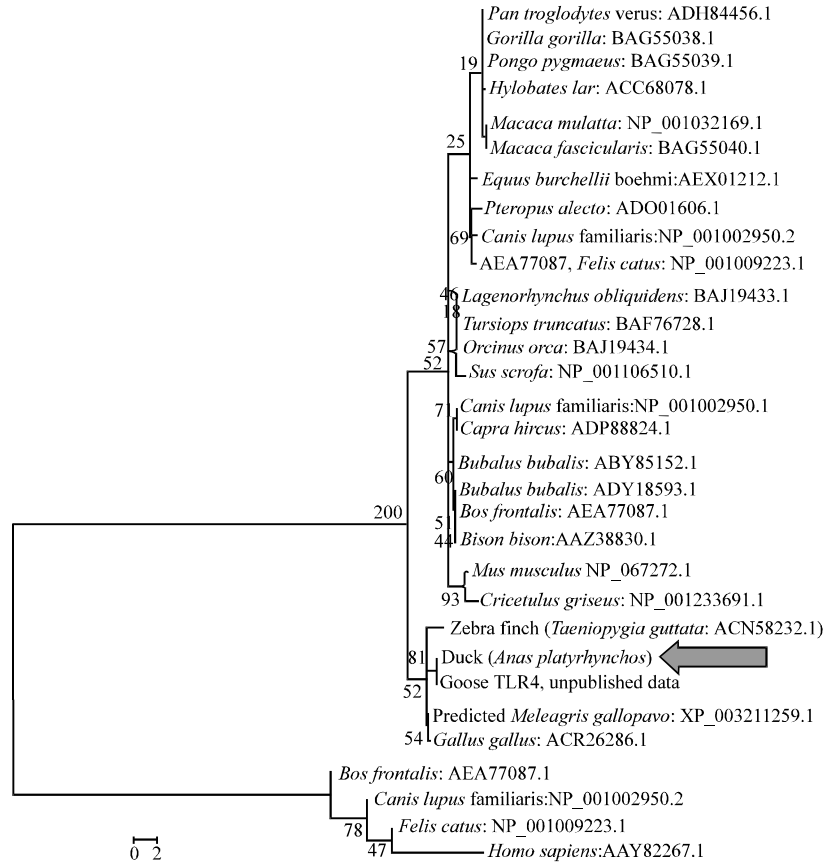 Pan troglodytes verus: ADH84456.1
Gorilla gorilla: BAG55038.1
19
Pongo pygmaeus: BAG55039.1
Hylobates lar: ACC68078.1
Macaca mulatta: NP_001032169.1
25
Macaca fascicularis: BAG55040.1
Equus burchellii boehmi:AEX01212.1
Pteropus alecto: ADO01606.1
69
Canis lupus familiaris:NP_001002950.2
AEA77087, Felis catus: NP_001009223.1
46
Lagenorhynchus obliquidens: BAJ19433.1
18
Tursiops truncatus: BAF76728.1
57
Orcinus orca: BAJ19434.1
52
Sus scrofa: NP_001106510.1
71
Canis lupus familiaris:NP_001002950.1
Capra hircus: ADP88824.1
Bubalus bubalis: ABY85152.1
60
Bubalus bubalis: ADY18593.1
200
Bos frontalis: AEA77087.1
51
44
Bison bison:AAZ38830.1
Mus musculus NP_067272.1
93
Cricetulus griseus: NP_001233691.1
Zebra finch (Taeniopygia guttata: ACN58232.1)
81
Duck (Anas platyrhynchos)
Goose TLR4, unpublished data
52
Predicted Meleagris gallopavo: XP_003211259.1
54
Gallus gallus: ACR26286.1
Bos frontalis: AEA77087.1
Canis lupus familiaris:NP_001002950.2
78
Felis catus: NP_001009223.1
47
Homo sapiens:AAY82267.1
0 2